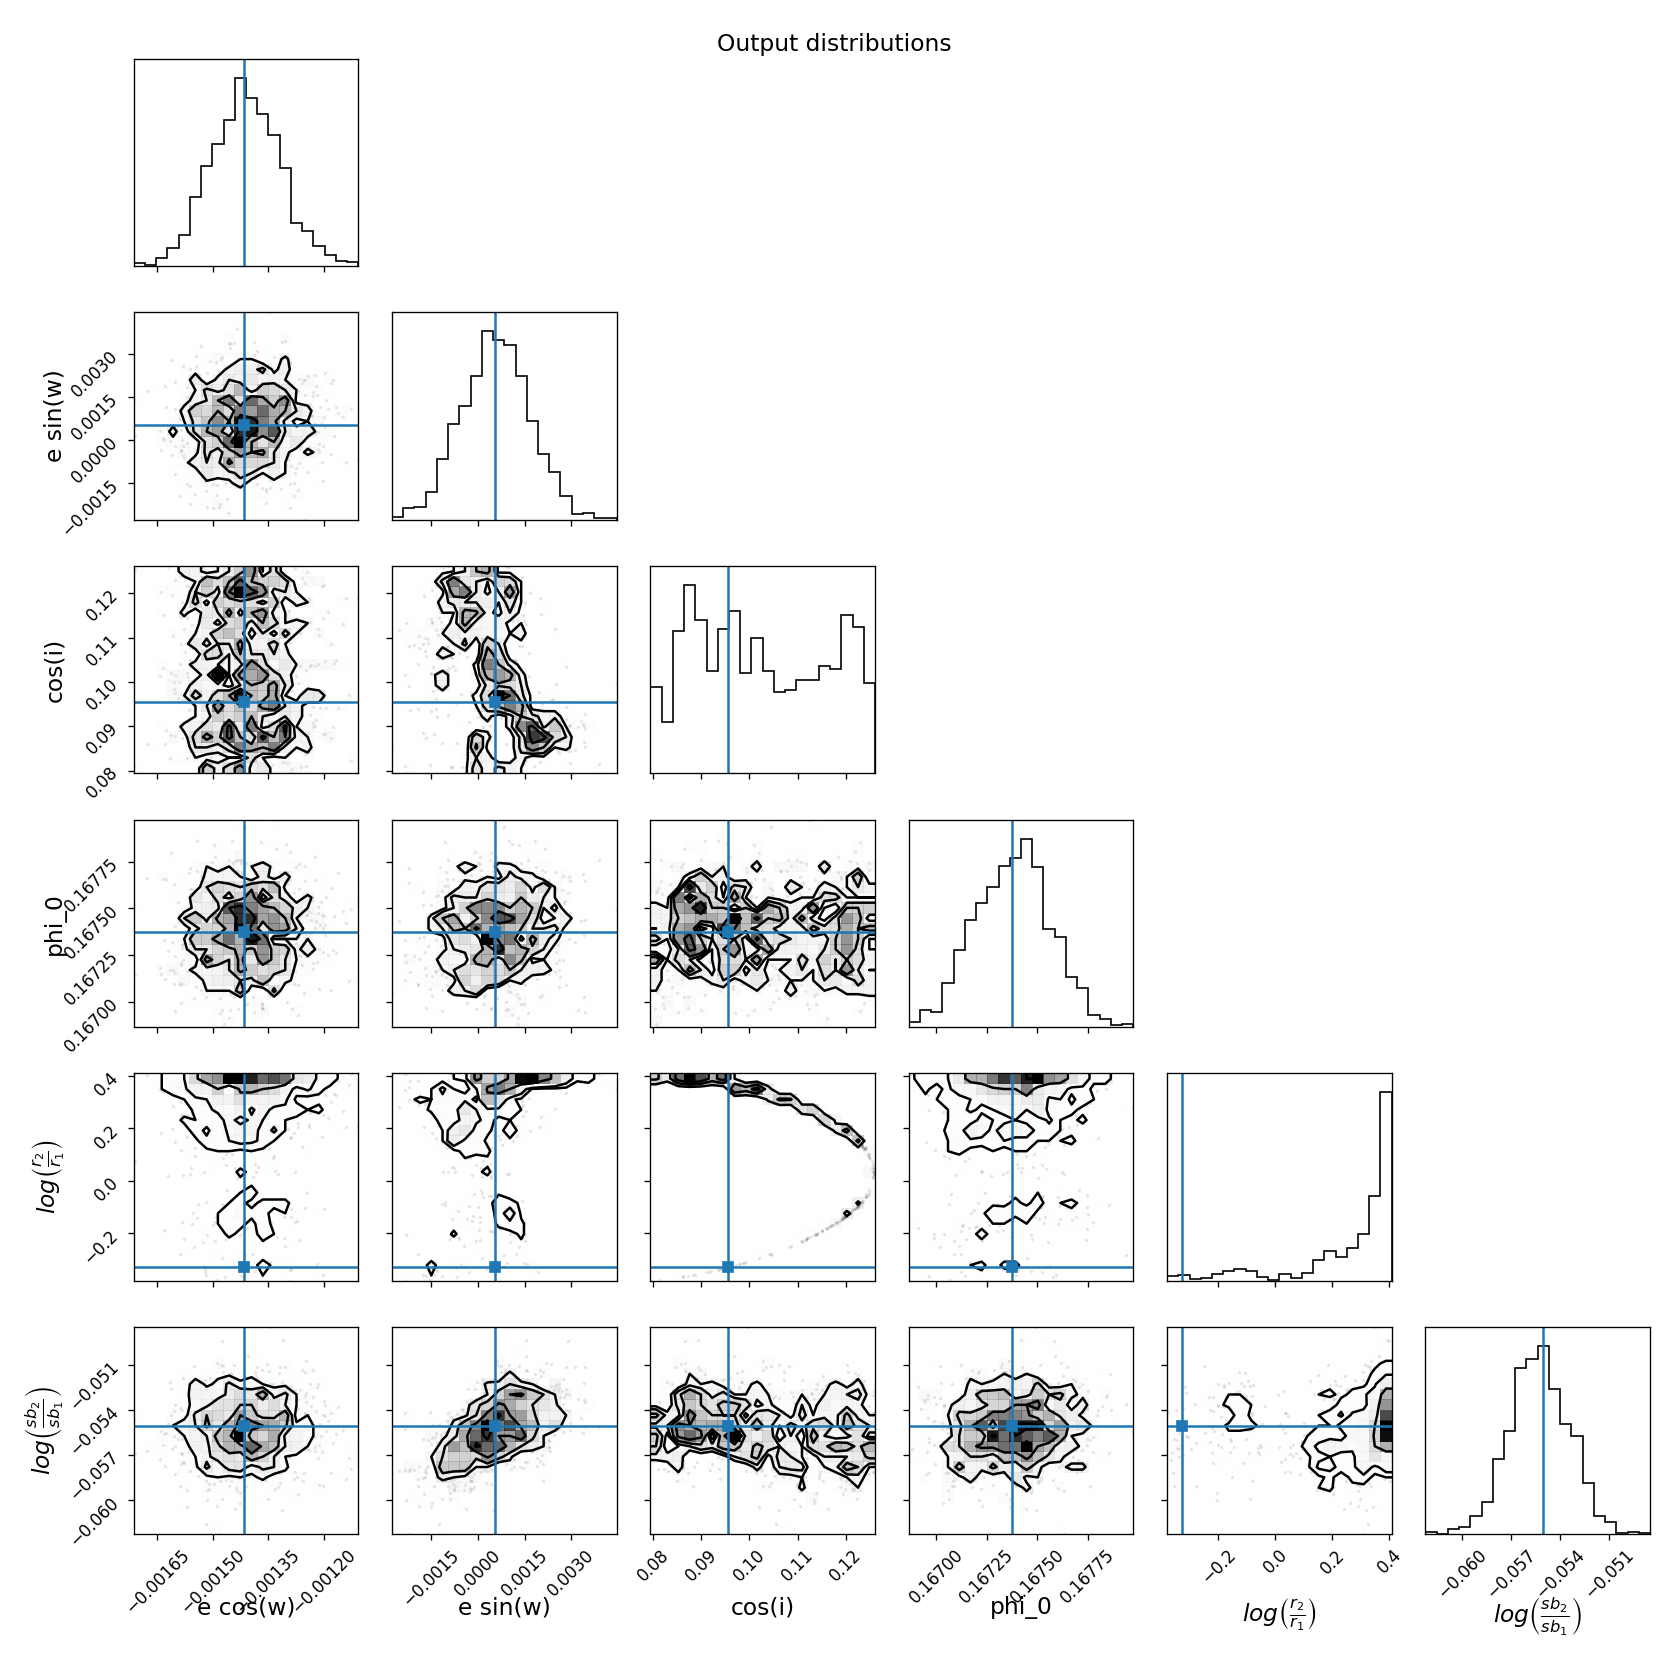 Output distributions
e sin(w)
0.0030
0.0015
0.0000
−0.0015
cos(i)
0.12
0.11
0.10
0.09
0.08
phi_0
0.16775
0.16750
0.16725
0.16700
log(r₂/r₁)
0.4
0.2
0.0
−0.2
log(sb₂/sb₁)
−0.051
−0.054
−0.057
−0.060
−0.00165 −0.00150 −0.00135 −0.00120
−0.0015 0.0000 0.0015 0.0030
0.08 0.09 0.10 0.11 0.12
0.16700 0.16725 0.16750 0.16775
−0.2 0.0 0.2 0.4
−0.060 −0.057 −0.054 −0.051
e cos(w) e sin(w) cos(i) phi_0 log(r₂/r₁) log(sb₂/sb₁)